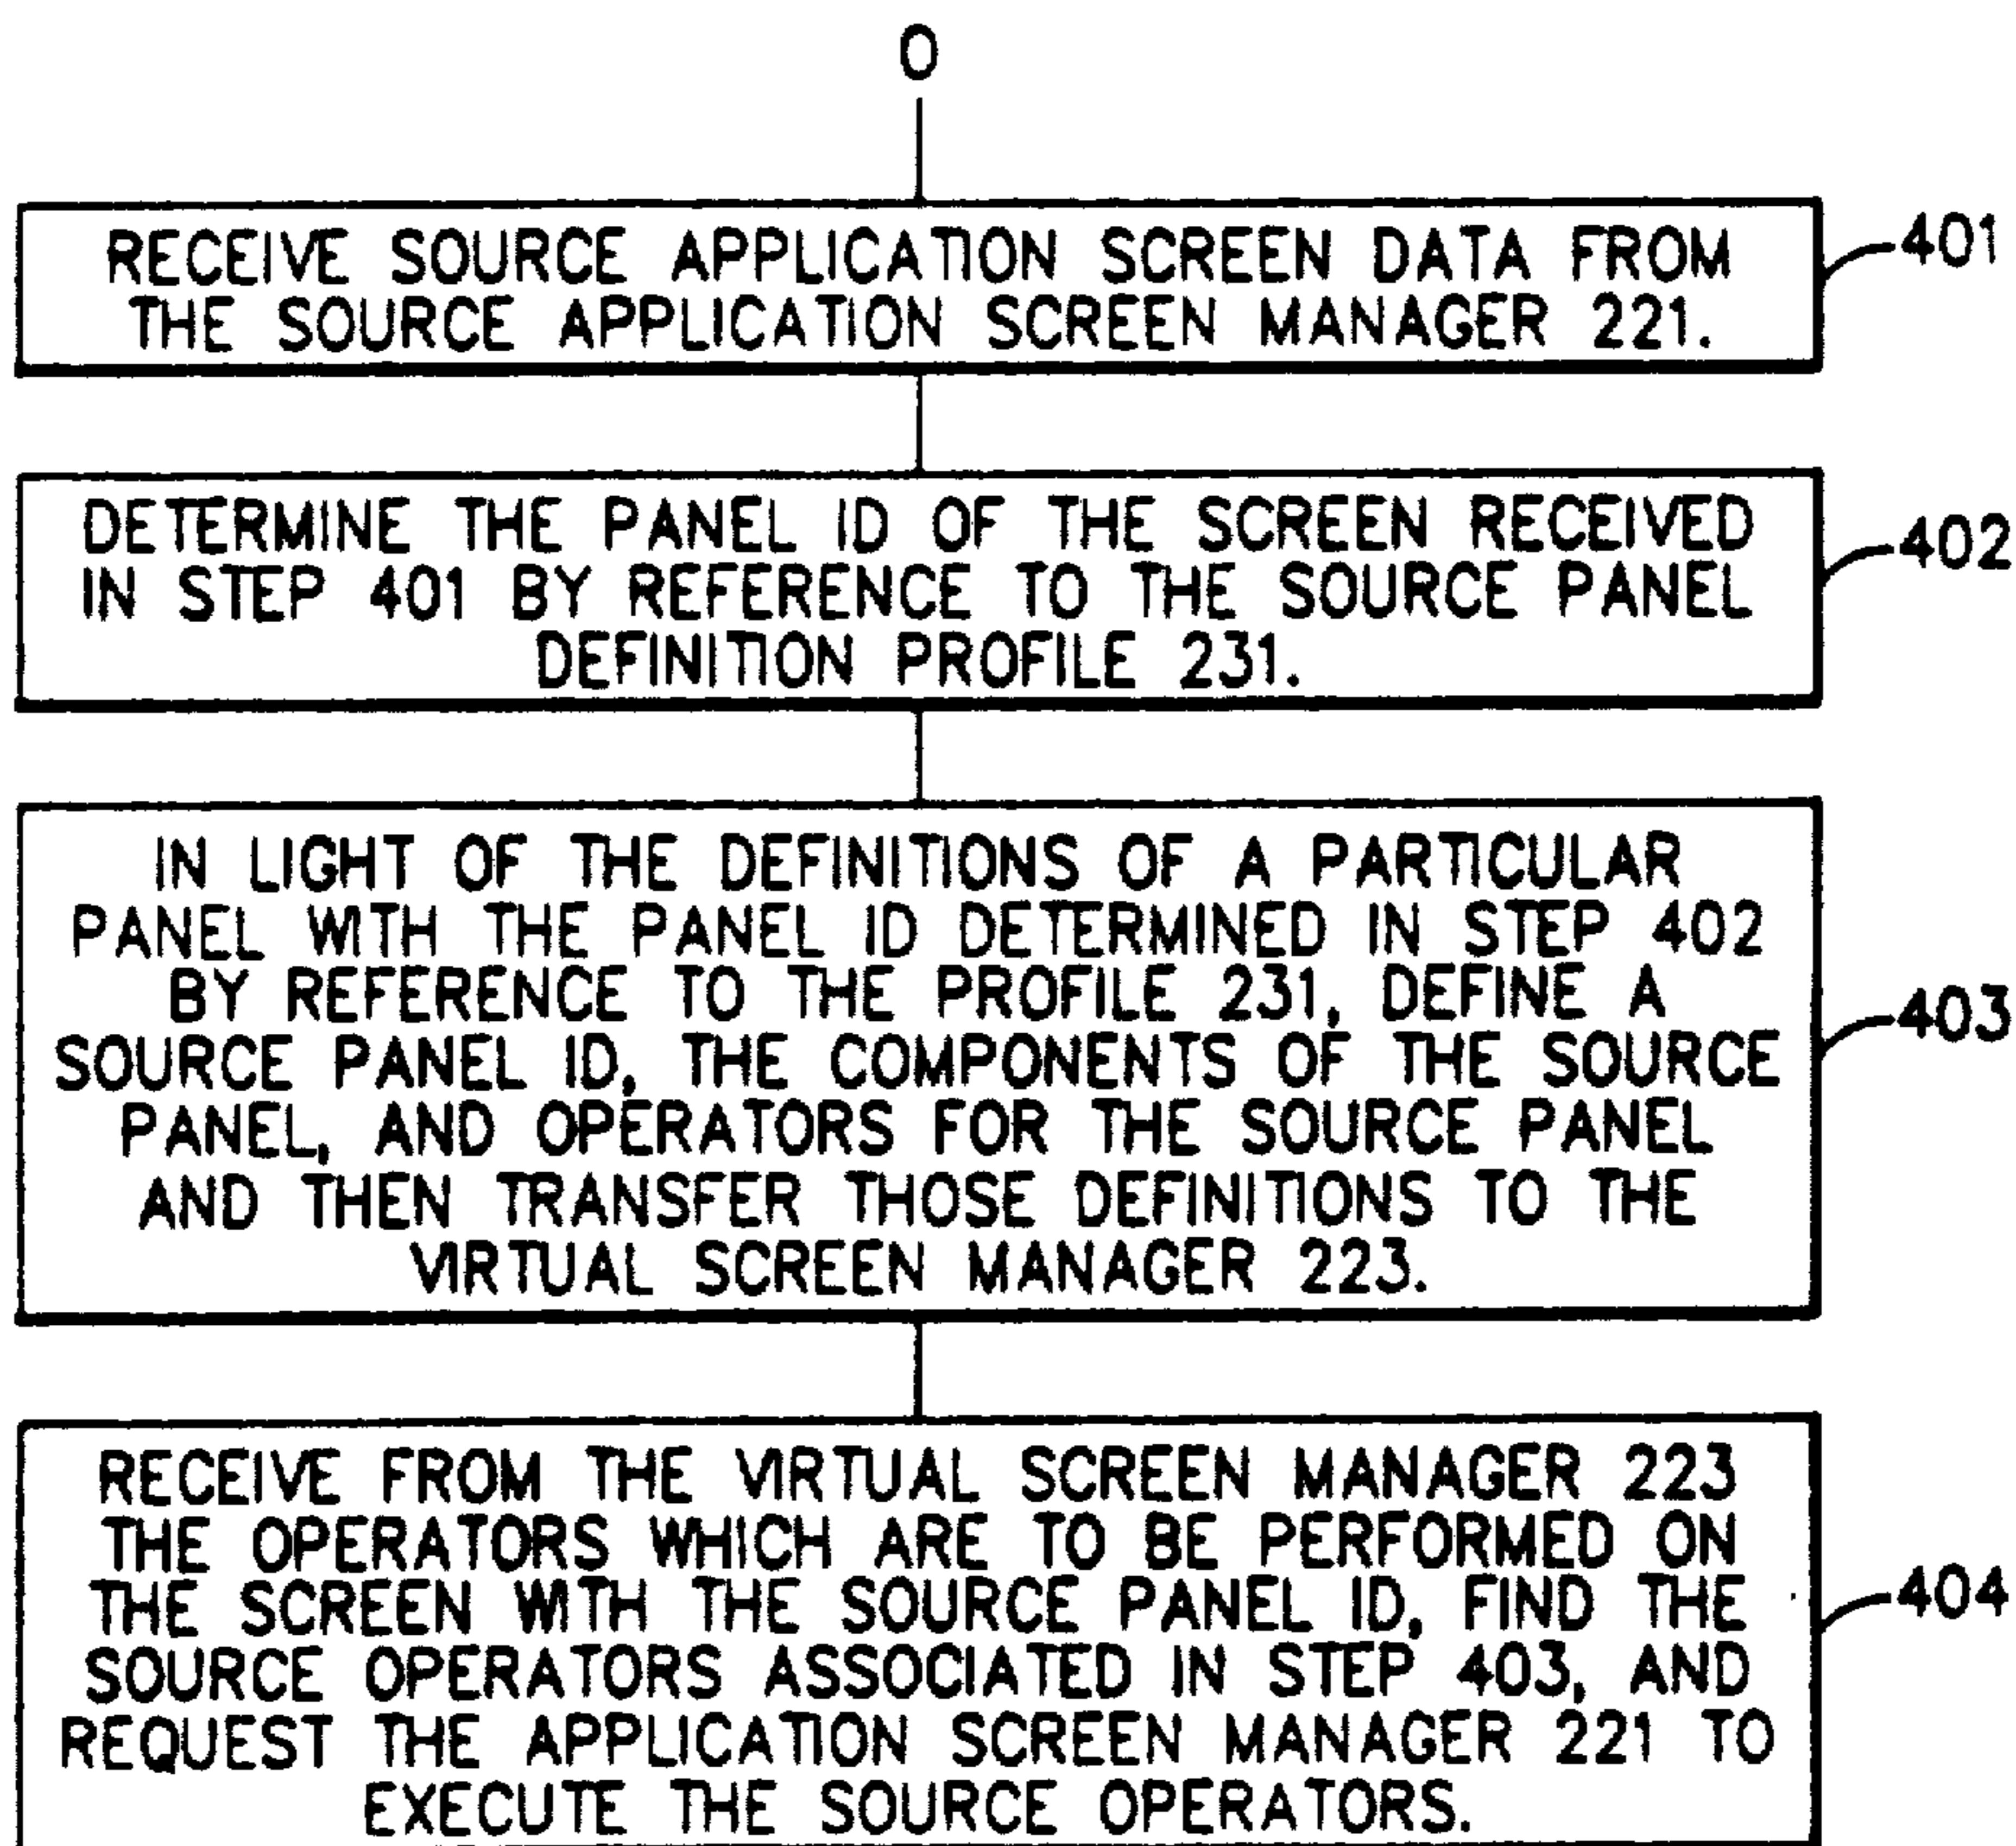 O
RECEIVE SOURCE APPLICATION SCREEN DATA FROM
THE SOURCE APPLICATION SCREEN MANAGER 221.
401
DETERMINE THE PANEL ID OF THE SCREEN RECEIVED
IN STEP 401 BY REFERENCE TO THE SOURCE PANEL
DEFINITION PROFILE 231.
402
IN LIGHT OF THE DEFINITIONS OF A PARTICULAR
PANEL WITH THE PANEL ID DETERMINED IN STEP 402
BY REFERENCE TO THE PROFILE 231, DEFINE A
SOURCE PANEL ID, THE COMPONENTS OF THE SOURCE
PANEL, AND OPERATORS FOR THE SOURCE PANEL
AND THEN TRANSFER THOSE DEFINITIONS TO THE
VIRTUAL SCREEN MANAGER 223.
403
RECEIVE FROM THE VIRTUAL SCREEN MANAGER 223
THE OPERATORS WHICH ARE TO BE PERFORMED ON
THE SCREEN WITH THE SOURCE PANEL ID, FIND THE
SOURCE OPERATORS ASSOCIATED IN STEP 403, AND
REQUEST THE APPLICATION SCREEN MANAGER 221 TO
EXECUTE THE SOURCE OPERATORS.
404